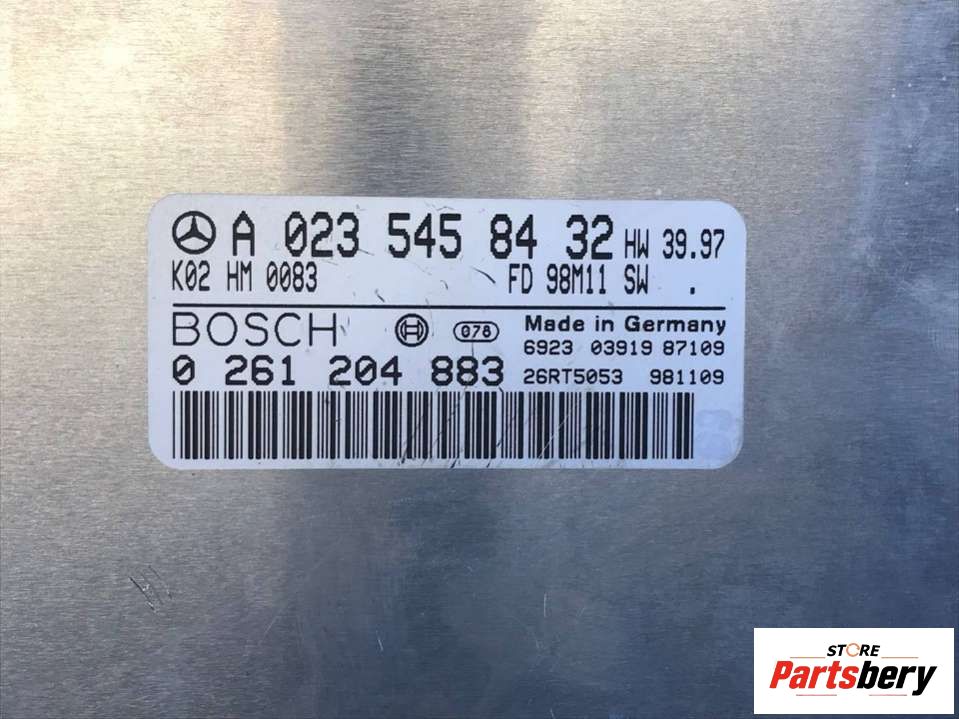 A 023 545 84 32 HW 39.97
K02 HM 0083 FD 98M11 SW .
BOSCH 078 Made in Germany
6923 03919 87109
0 261 204 883 26RT5053 981109
STORE
Partsbery